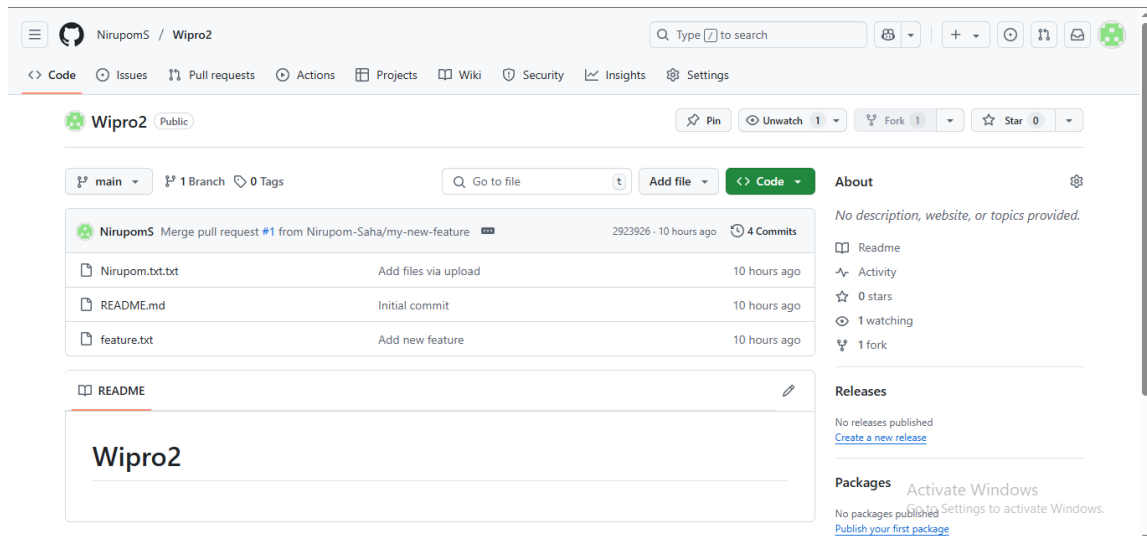 NirupomS / Wipro2
Type / to search
Code Issues Pull requests Actions Projects Wiki Security Insights Settings
Wipro2 Public
Pin Unwatch 1 Fork 1 Star 0
main 1 Branch 0 Tags Go to file t Add file Code
NirupomS Merge pull request #1 from Nirupom-Saha/my-new-feature 2923926 · 10 hours ago 4 Commits
Nirupom.txt.txt Add files via upload 10 hours ago
README.md Initial commit 10 hours ago
feature.txt Add new feature 10 hours ago
README
Wipro2
About
No description, website, or topics provided.
Readme
Activity
0 stars
1 watching
1 fork
Releases
No releases published
Create a new release
Packages
No packages published
Publish your first package
Activate Windows
Go to Settings to activate Windows.